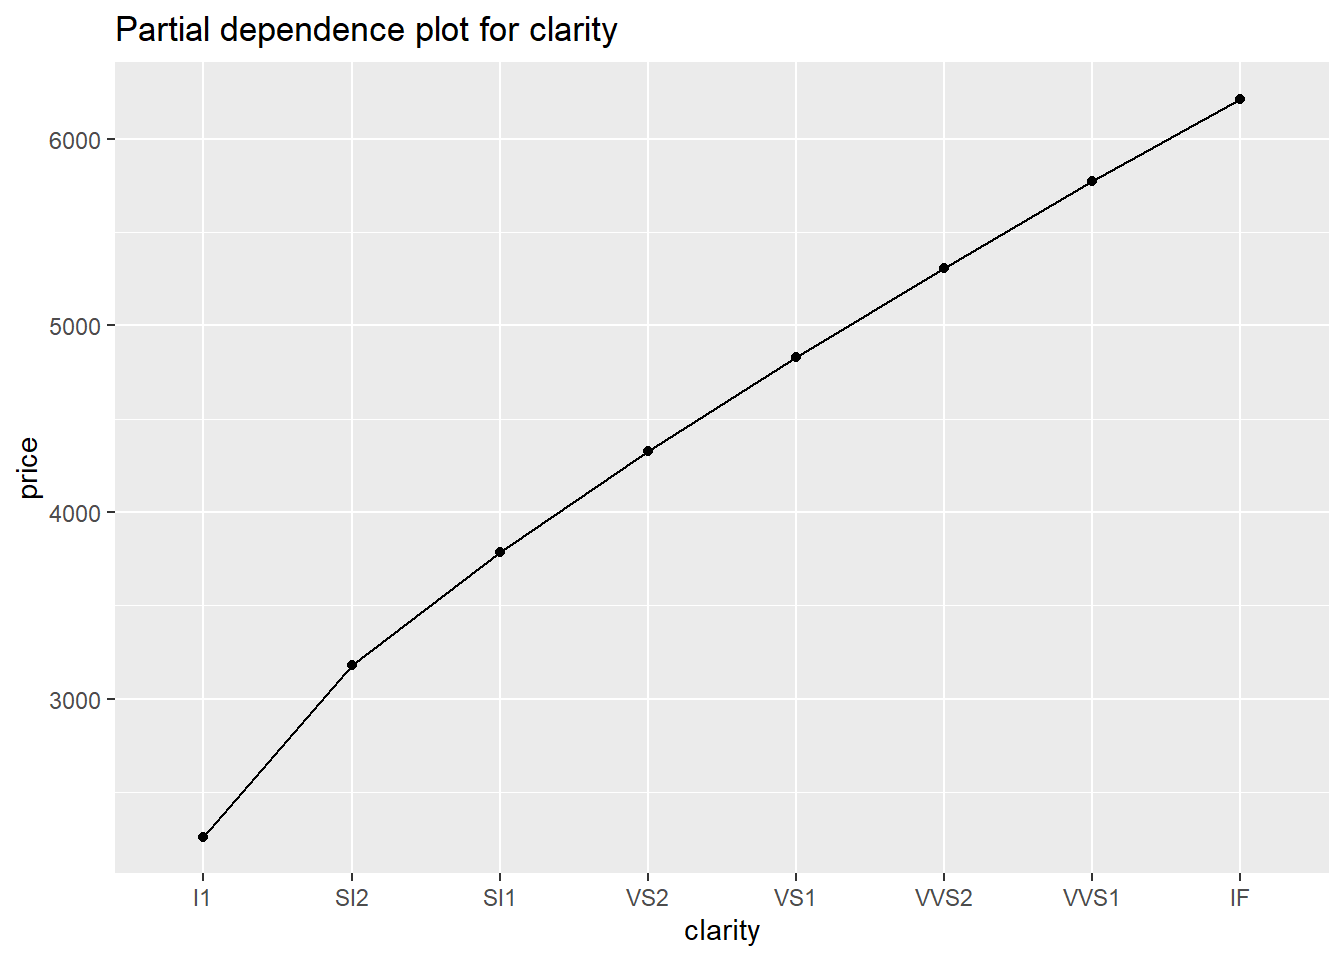 Partial dependence plot for clarity
6000
5000
4000
3000
price
I1 SI2 SI1 VS2 VS1 VVS2 VVS1 IF
clarity